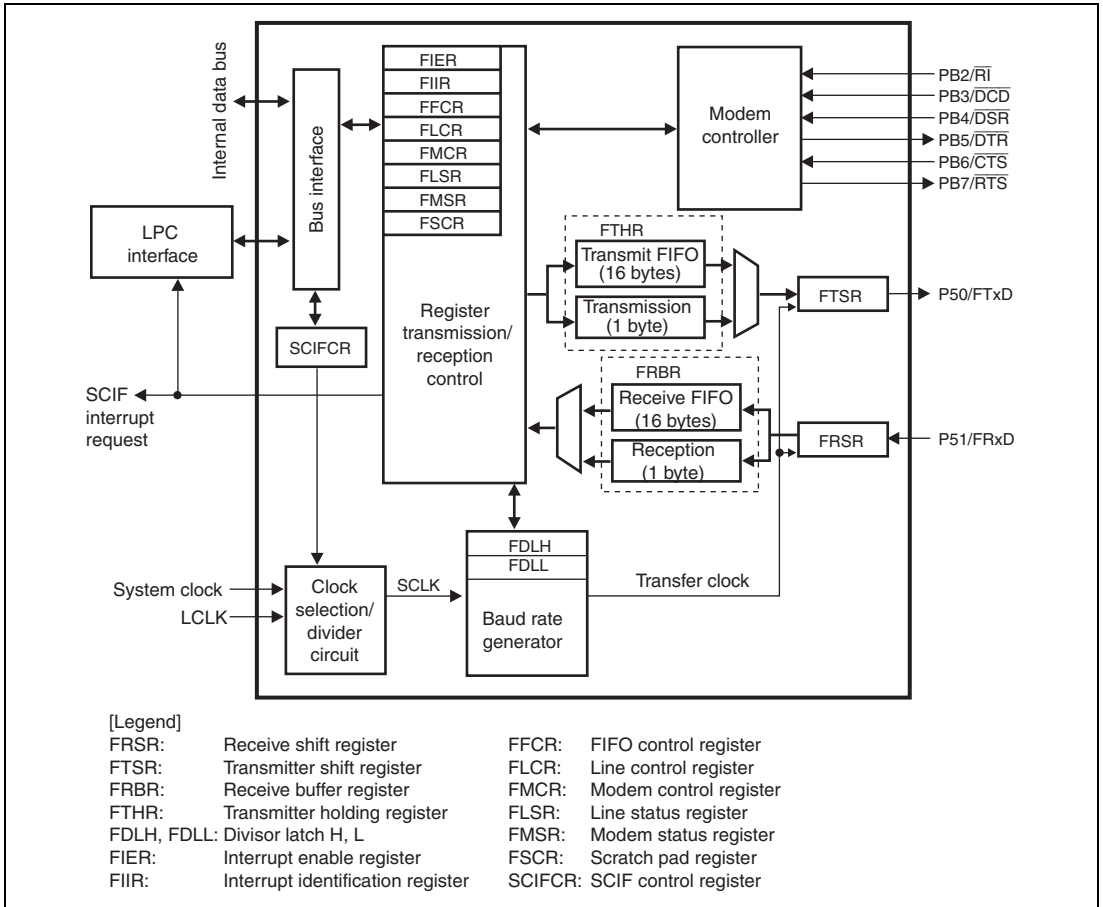 Internal data bus
Bus interface
LPC
interface
SCIFCR
SCIF
interrupt
request
FIER
FIIR
FFCR
FLCR
FMCR
FLSR
FMSR
FSCR
Register
transmission/
reception
control
Modem
controller
PB2/RI
PB3/DCD
PB4/DSR
PB5/DTR
PB6/CTS
PB7/RTS
FTHR
Transmit FIFO
(16 bytes)
Transmission
(1 byte)
FTSR
P50/FTxD
FRBR
Receive FIFO
(16 bytes)
Reception
(1 byte)
FRSR
P51/FRxD
System clock
LCLK
Clock
selection/
divider
circuit
SCLK
FDLH
FDLL
Baud rate
generator
Transfer clock
[Legend]
FRSR: Receive shift register
FTSR: Transmitter shift register
FRBR: Receive buffer register
FTHR: Transmitter holding register
FDLH, FDLL: Divisor latch H, L
FIER: Interrupt enable register
FIIR: Interrupt identification register
FFCR: FIFO control register
FLCR: Line control register
FMCR: Modem control register
FLSR: Line status register
FMSR: Modem status register
FSCR: Scratch pad register
SCIFCR: SCIF control register